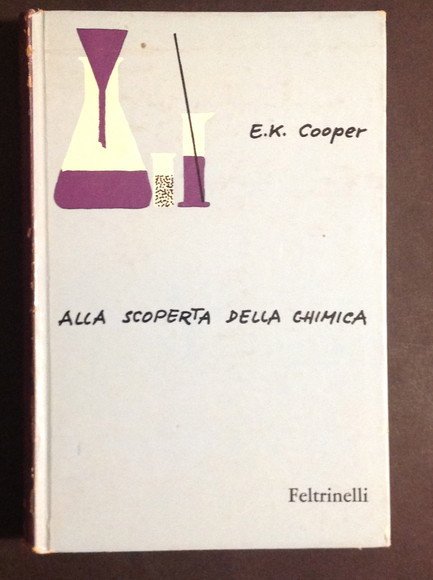 E.K. Cooper
ALLA SCOPERTA DELLA CHIMICA
Feltrinelli